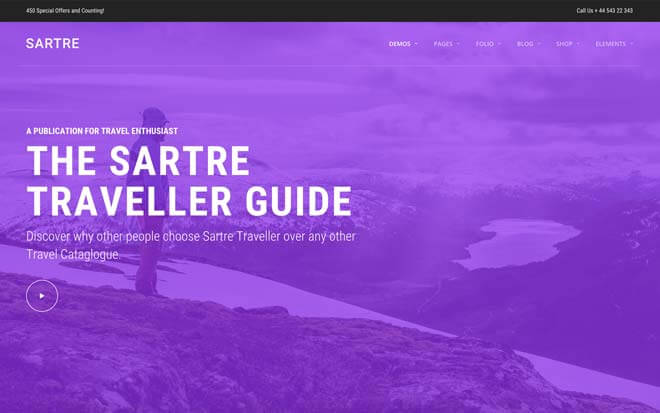 450 Special Offers and Counting!
Call Us + 44 543 22 343
SARTRE
DEMOS PAGES FOLIO BLOG SHOP ELEMENTS
A PUBLICATION FOR TRAVEL ENTHUSIAST
THE SARTRE
TRAVELLER GUIDE
Discover why other people choose Sartre Traveller over any other
Travel Cataglogue.